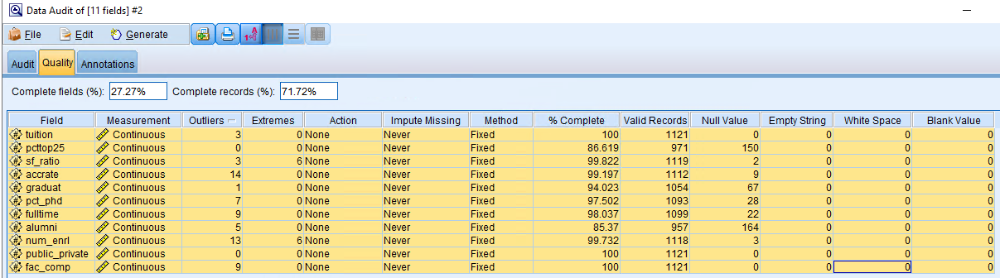 Data Audit of [11 fields] #2
File Edit Generate
Audit Quality Annotations
Complete fields (%): 27.27% Complete records (%): 71.72%
Field Measurement Outliers Extremes Action Impute Missing Method % Complete Valid Records Null Value Empty String White Space Blank Value
tuition Continuous 3 0 None Never Fixed 100 1121 0 0 0 0
pcttop25 Continuous 0 0 None Never Fixed 86.619 971 150 0 0 0
sf_ratio Continuous 3 6 None Never Fixed 99.822 1119 2 0 0 0
accrate Continuous 14 0 None Never Fixed 99.197 1112 9 0 0 0
graduat Continuous 1 0 None Never Fixed 94.023 1054 67 0 0 0
pct_phd Continuous 7 0 None Never Fixed 97.502 1093 28 0 0 0
fulltime Continuous 9 0 None Never Fixed 98.037 1099 22 0 0 0
alumni Continuous 5 0 None Never Fixed 85.37 957 164 0 0 0
num_enrl Continuous 13 6 None Never Fixed 99.732 1118 3 0 0 0
public_private Continuous 0 0 None Never Fixed 100 1121 0 0 0 0
fac_comp Continuous 9 0 None Never Fixed 100 1121 0 0 0 0